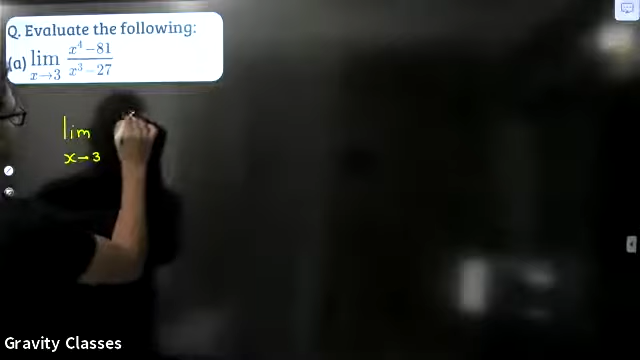 Q. Evaluate the following:
(a) lim x→3 x⁴−81 / x³−27
lim
x→3
Gravity Classes